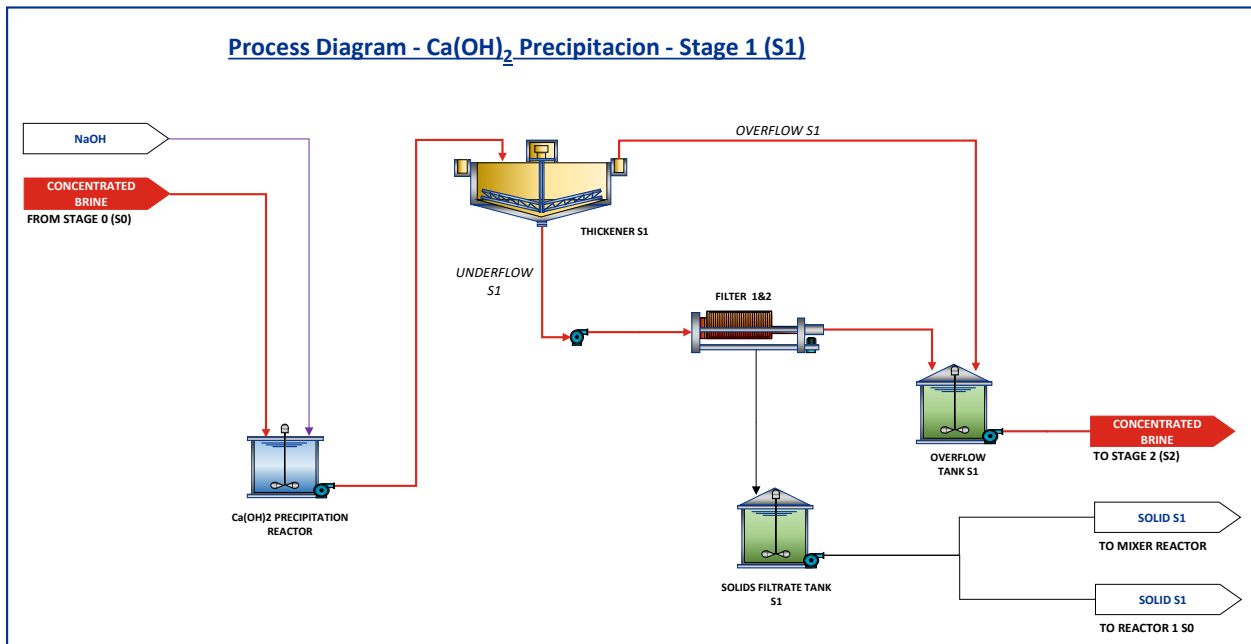 Process Diagram - Ca(OH)2 Precipitacion - Stage 1 (S1)
NaOH
CONCENTRATED
BRINE
FROM STAGE 0 (S0)
OVERFLOW S1
THICKENER S1
UNDERFLOW
S1
FILTER 1&2
Ca(OH)2 PRECIPITATION
REACTOR
OVERFLOW
TANK S1
CONCENTRATED
BRINE
TO STAGE 2 (S2)
SOLIDS FILTRATE TANK
S1
SOLID S1
TO MIXER REACTOR
SOLID S1
TO REACTOR 1 S0